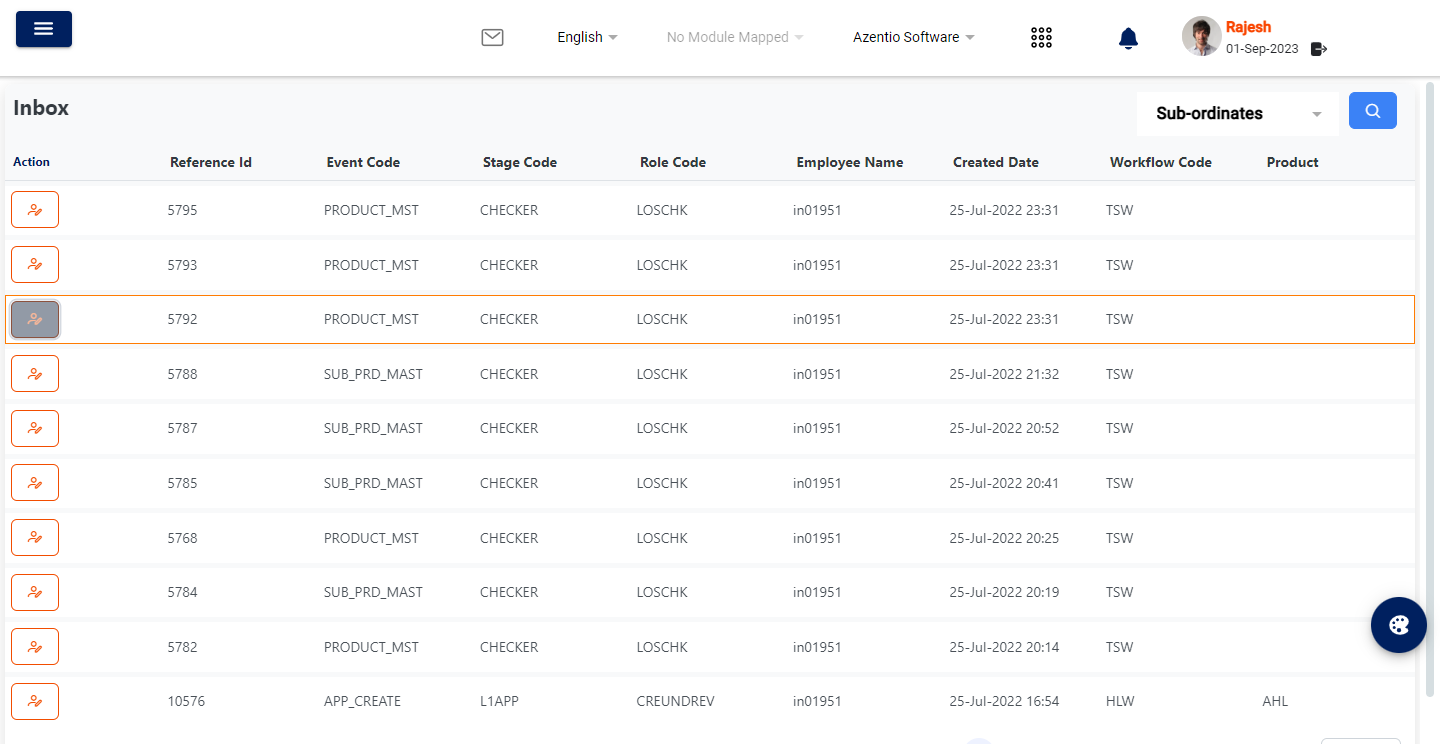 English No Module Mapped Azentio Software Rajesh
01-Sep-2023
Inbox Sub-ordinates
Action Reference Id Event Code Stage Code Role Code Employee Name Created Date Workflow Code Product
5795 PRODUCT_MST CHECKER LOSCHK in01951 25-Jul-2022 23:31 TSW
5793 PRODUCT_MST CHECKER LOSCHK in01951 25-Jul-2022 23:31 TSW
5792 PRODUCT_MST CHECKER LOSCHK in01951 25-Jul-2022 23:31 TSW
5788 SUB_PRD_MAST CHECKER LOSCHK in01951 25-Jul-2022 21:32 TSW
5787 SUB_PRD_MAST CHECKER LOSCHK in01951 25-Jul-2022 20:52 TSW
5785 SUB_PRD_MAST CHECKER LOSCHK in01951 25-Jul-2022 20:41 TSW
5768 PRODUCT_MST CHECKER LOSCHK in01951 25-Jul-2022 20:25 TSW
5784 SUB_PRD_MAST CHECKER LOSCHK in01951 25-Jul-2022 20:19 TSW
5782 PRODUCT_MST CHECKER LOSCHK in01951 25-Jul-2022 20:14 TSW
10576 APP_CREATE L1APP CREUNDREV in01951 25-Jul-2022 16:54 HLW AHL